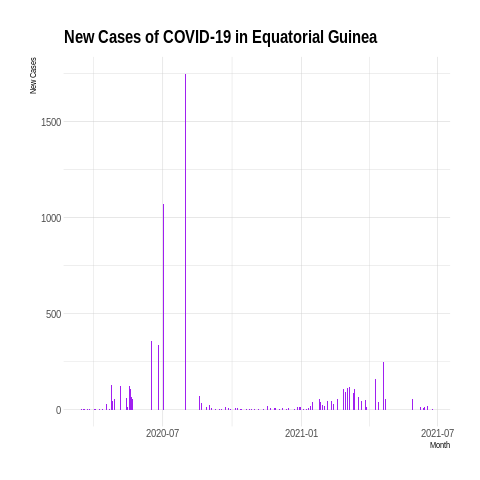 New Cases of COVID-19 in Equatorial Guinea
New Cases
1500
1000
500
0
2020-07
2021-01
2021-07
Month